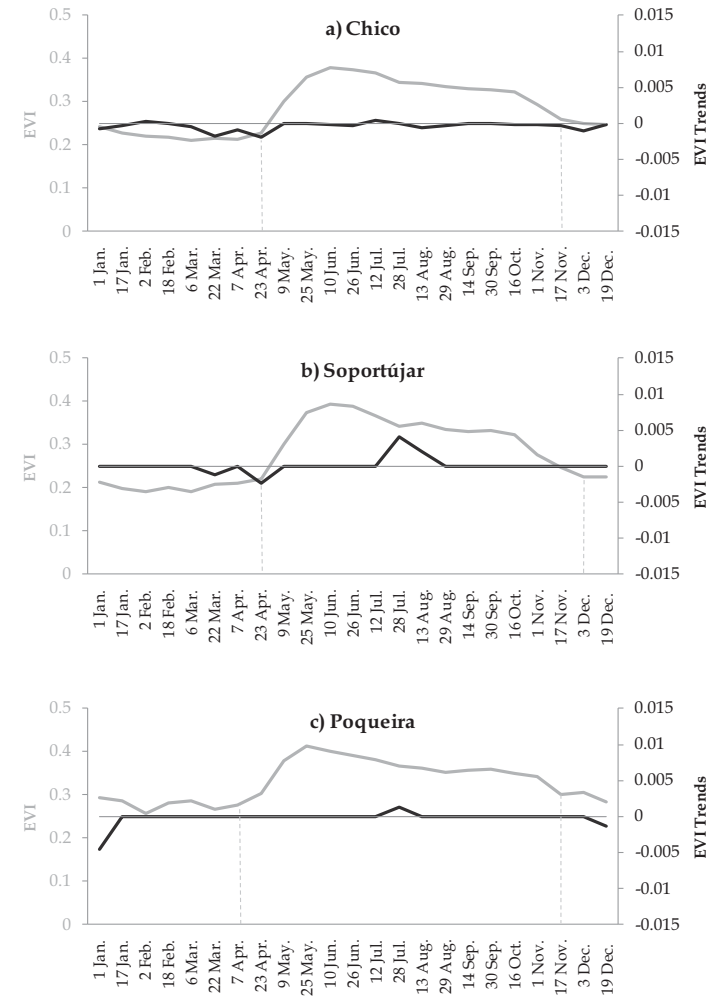 a) Chico
0.5
0.4
0.3
0.2
0.1
0
EVI
0.015
0.01
0.005
0
-0.005
-0.01
-0.015
EVI Trends
1 Jan.
17 Jan.
2 Feb.
18 Feb.
6 Mar.
22 Mar.
7 Apr.
23 Apr.
9 May.
25 May.
10 Jun.
26 Jun.
12 Jul.
28 Jul.
13 Aug.
29 Aug.
14 Sep.
30 Sep.
16 Oct.
1 Nov.
17 Nov.
3 Dec.
19 Dec.
b) Soportújar
0.5
0.4
0.3
0.2
0.1
0
EVI
0.015
0.01
0.005
0
-0.005
-0.01
-0.015
EVI Trends
1 Jan.
17 Jan.
2 Feb.
18 Feb.
6 Mar.
22 Mar.
7 Apr.
23 Apr.
9 May.
25 May.
10 Jun.
26 Jun.
12 Jul.
28 Jul.
13 Aug.
29 Aug.
14 Sep.
30 Sep.
16 Oct.
1 Nov.
17 Nov.
3 Dec.
19 Dec.
c) Poqueira
0.5
0.4
0.3
0.2
0.1
0
EVI
0.015
0.01
0.005
0
-0.005
-0.01
-0.015
EVI Trends
1 Jan.
17 Jan.
2 Feb.
18 Feb.
6 Mar.
22 Mar.
7 Apr.
23 Apr.
9 May.
25 May.
10 Jun.
26 Jun.
12 Jul.
28 Jul.
13 Aug.
29 Aug.
14 Sep.
30 Sep.
16 Oct.
1 Nov.
17 Nov.
3 Dec.
19 Dec.